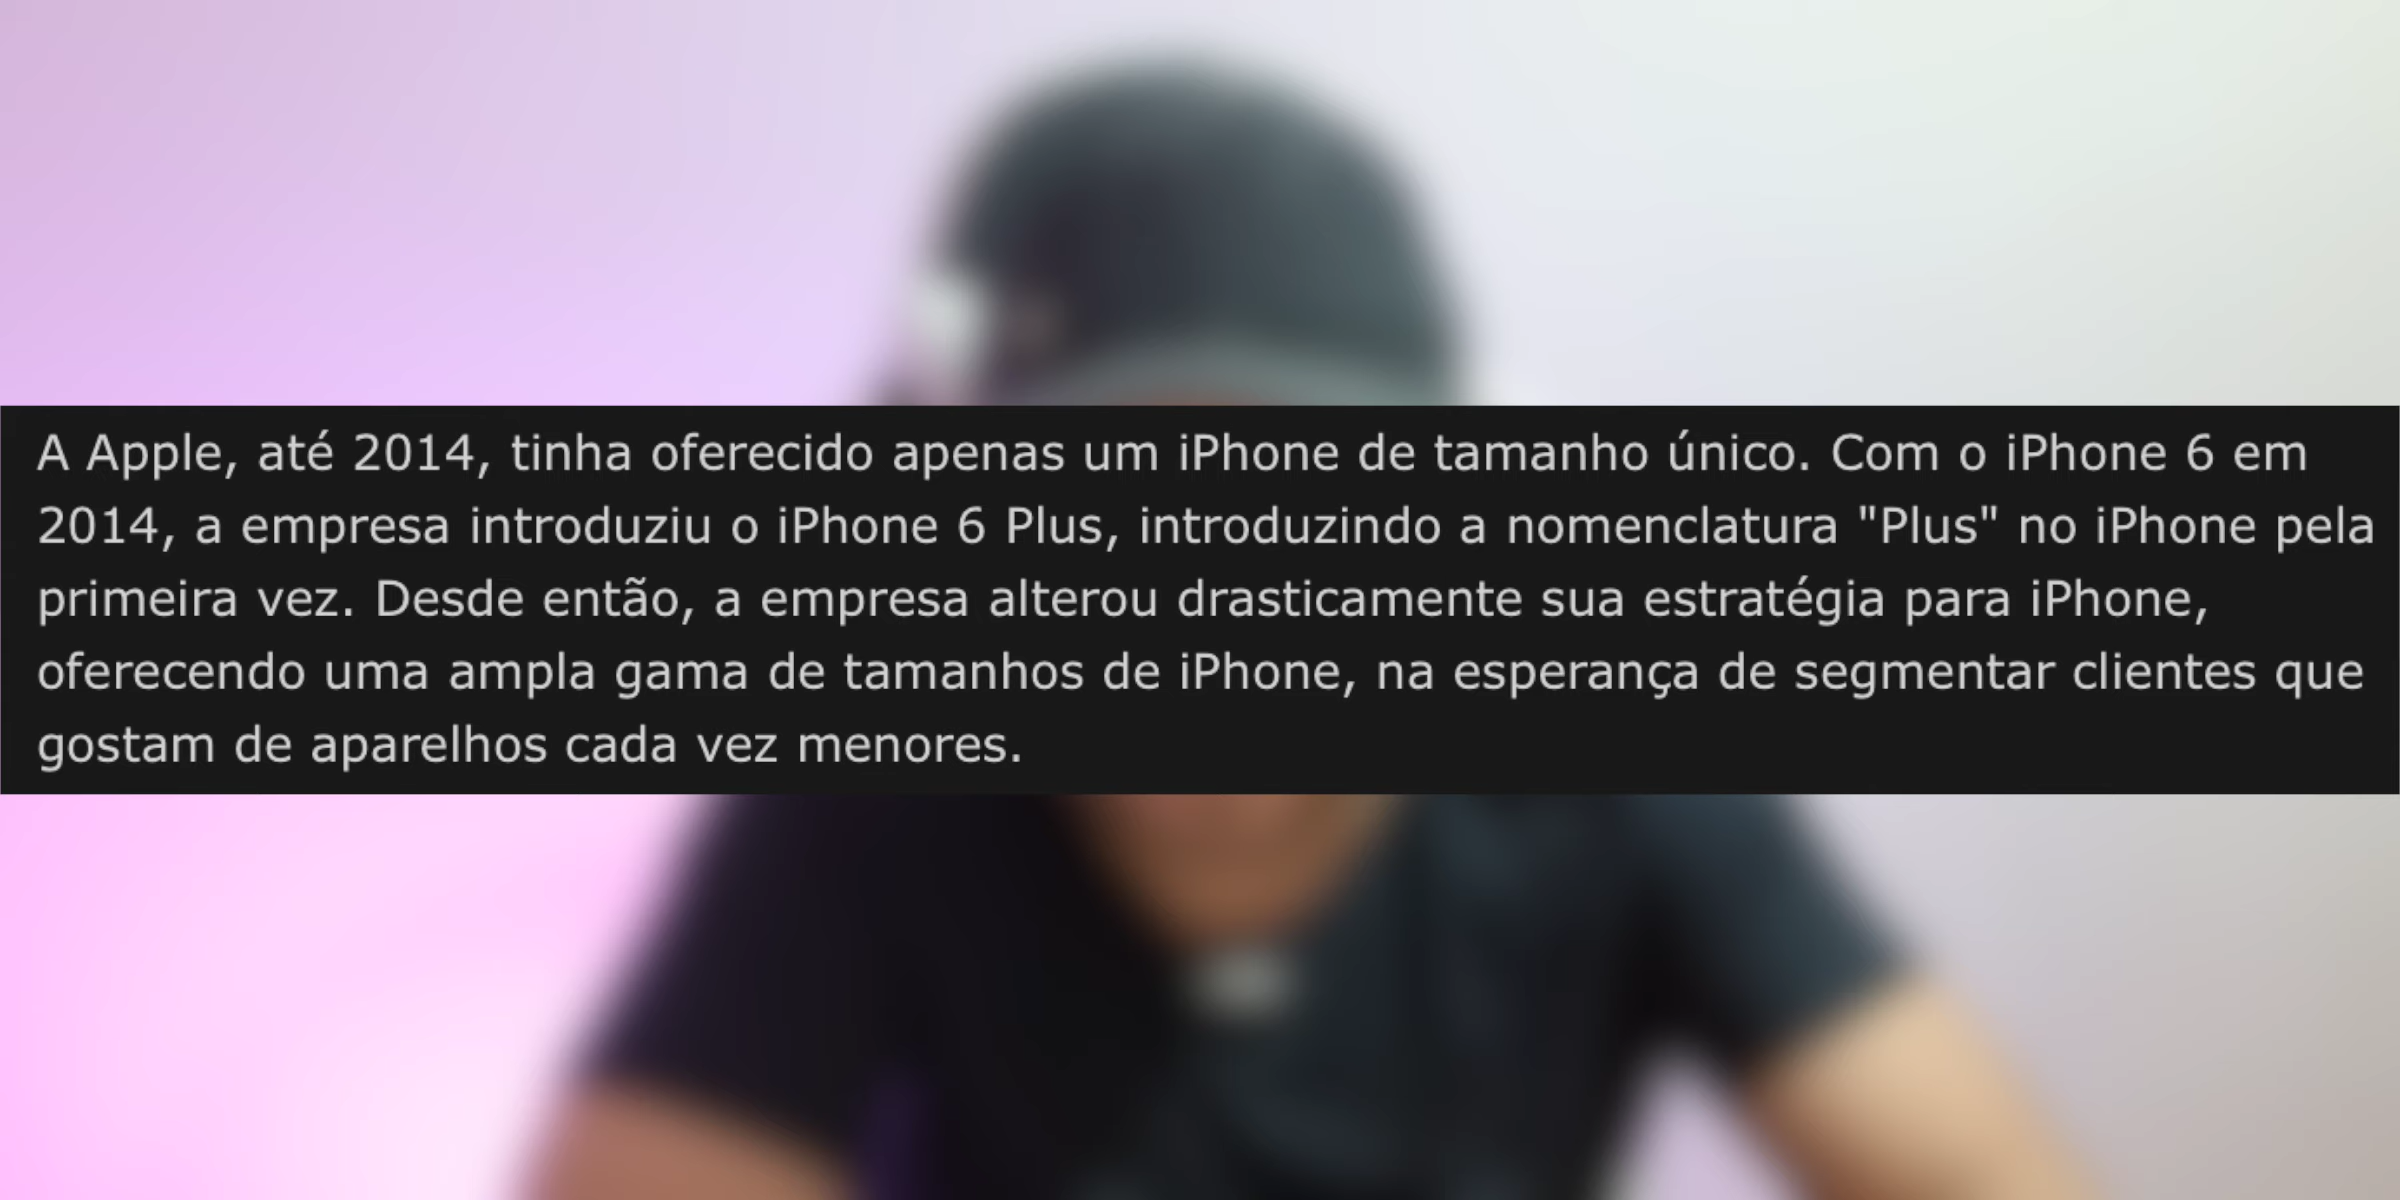 A Apple, até 2014, tinha oferecido apenas um iPhone de tamanho único. Com o iPhone 6 em
2014, a empresa introduziu o iPhone 6 Plus, introduzindo a nomenclatura "Plus" no iPhone pela
primeira vez. Desde então, a empresa alterou drasticamente sua estratégia para iPhone,
oferecendo uma ampla gama de tamanhos de iPhone, na esperança de segmentar clientes que
gostam de aparelhos cada vez menores.